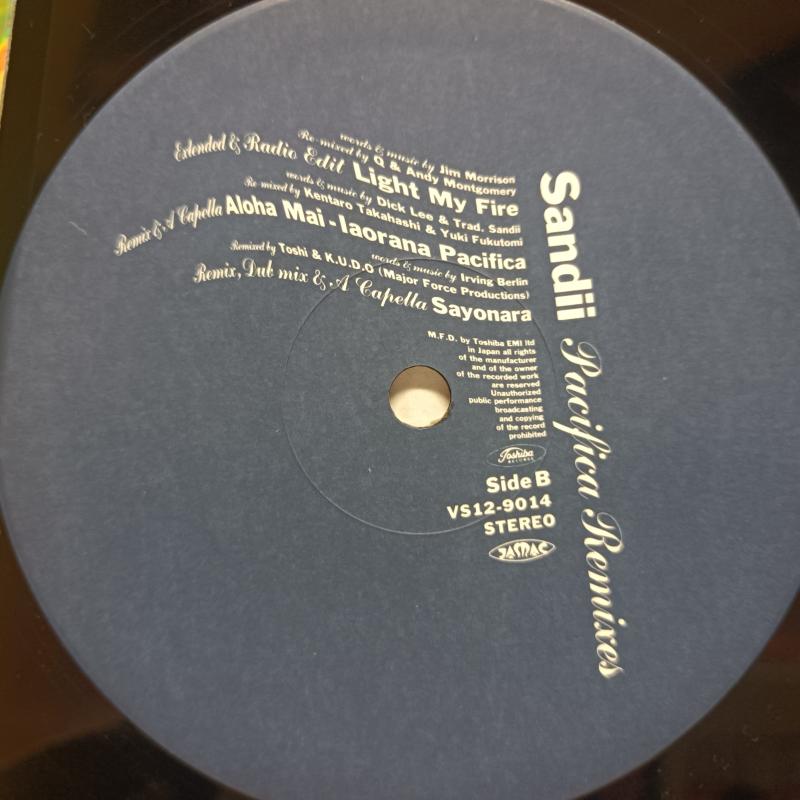 Sandii Pacifica Remixes
words & music by Jim Morrison
Re-mixed by Q & Andy Montgomery
Extended & Radio Edit Light My Fire
words & music by Dick Lee & Trad. Sandii
Re mixed by Kentaro Takahashi & Yuki Fukutomi
Remix & A Capella Aloha Mai - Iaorana Pacifica
words & music by Irving Berlin
Remixed by Toshi & K.U.D.O (Major Force Productions)
Remix, Dub mix & A Capella Sayonara
M.F.D. by Toshiba EMI ltd
in Japan all rights
of the manufacturer
and of the owner
of the recorded work
are reserved
Unauthorized
public performance
broadcasting
and copying
of the record
prohibited
Toshiba
RECORDS
Side B
VS12-9014
STEREO
JASRAC